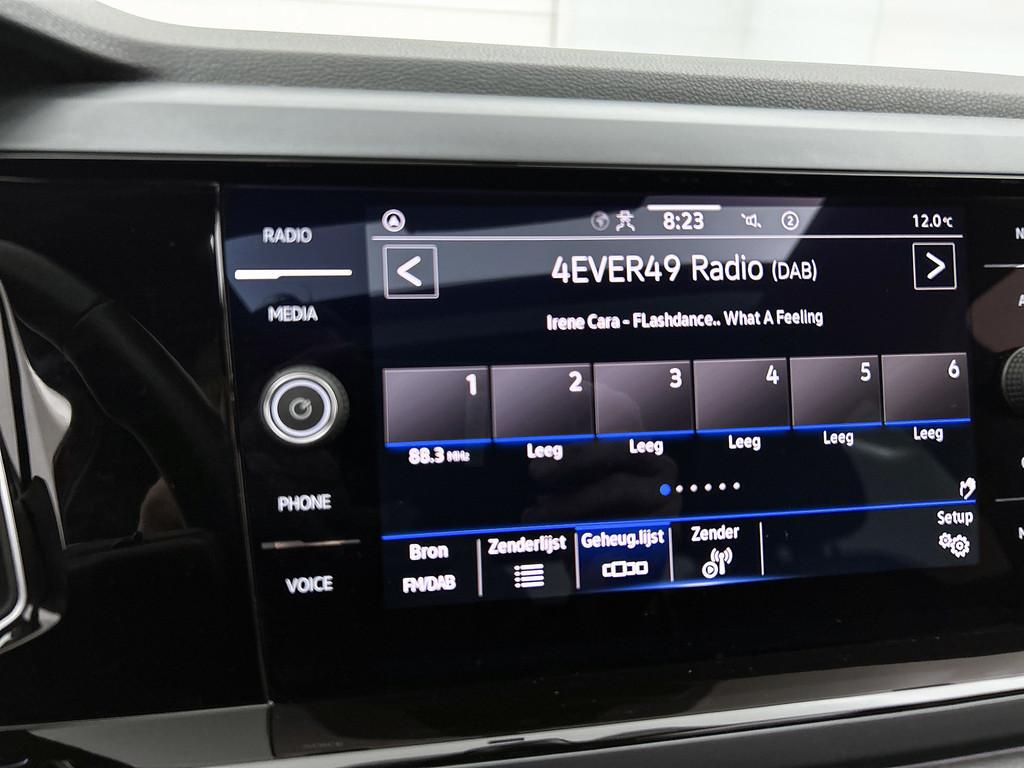 RADIO
MEDIA
PHONE
VOICE
8:23
2
12.0°C
<
4EVER49 Radio (DAB)
>
Irene Cara - FLashdance.. What A Feeling
1 2 3 4 5 6
88.3 MHz Leeg Leeg Leeg Leeg Leeg
Bron Zenderlijst Geheug.lijst Zender Setup
FM/DAB